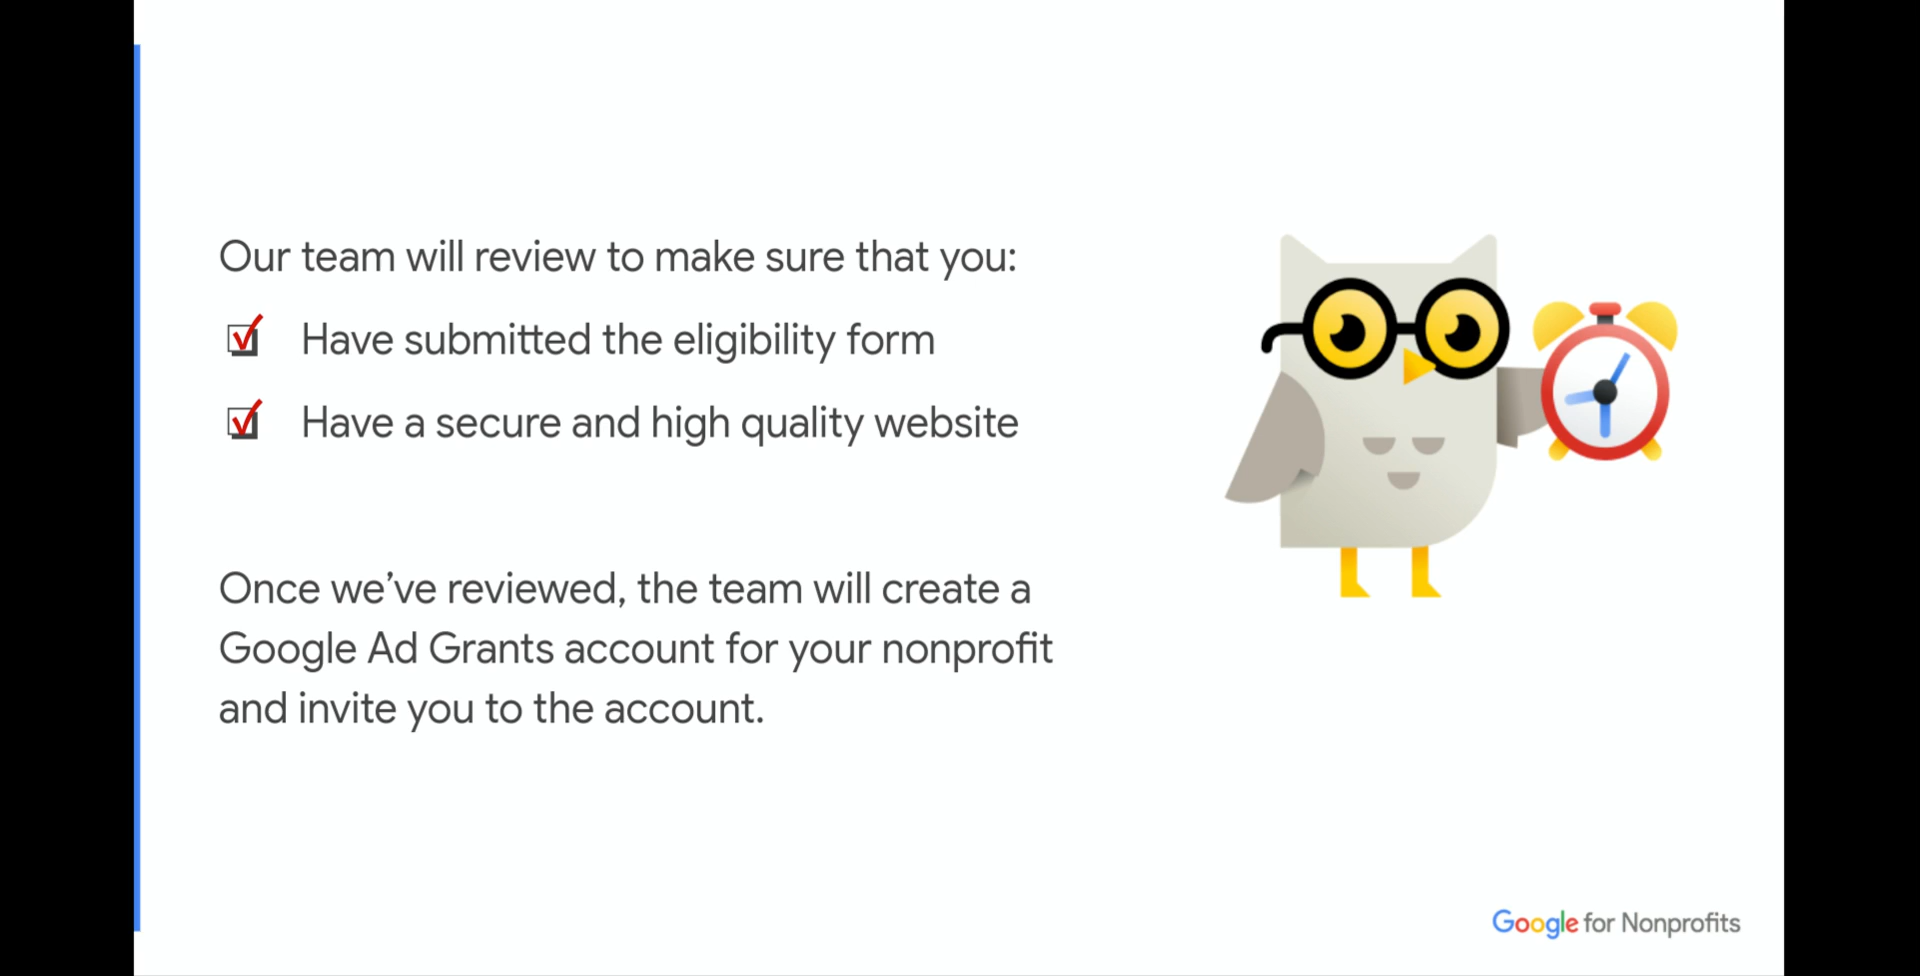 Our team will review to make sure that you:
Have submitted the eligibility form
Have a secure and high quality website
Once we’ve reviewed, the team will create a
Google Ad Grants account for your nonprofit
and invite you to the account.
Google for Nonprofits